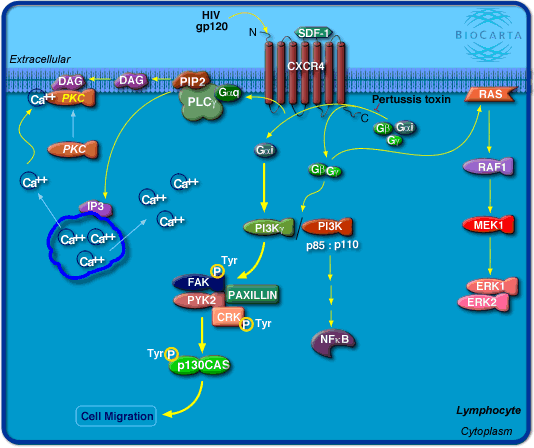 HIV
gp120
N
SDF-1
BIOCARTA
Extracellular
CXCR4
DAG
DAG
PIP2
Ca++
PKC
PLCγ
Gαq
Pertussis toxin
RAS
C
Gβ
Gαi
Gγ
PKC
Gαi
Gβ
Gγ
RAF1
Ca++
Ca++
Ca++
Ca++
IP3
Ca++
Ca++
Ca++
PI3Kγ
/
PI3K
p85 : p110
MEK1
Tyr
P
FAK
PYK2
PAXILLIN
CRK
P
Tyr
ERK1
ERK2
NFκB
Tyr
P
p130CAS
Cell Migration
Lymphocyte
Cytoplasm